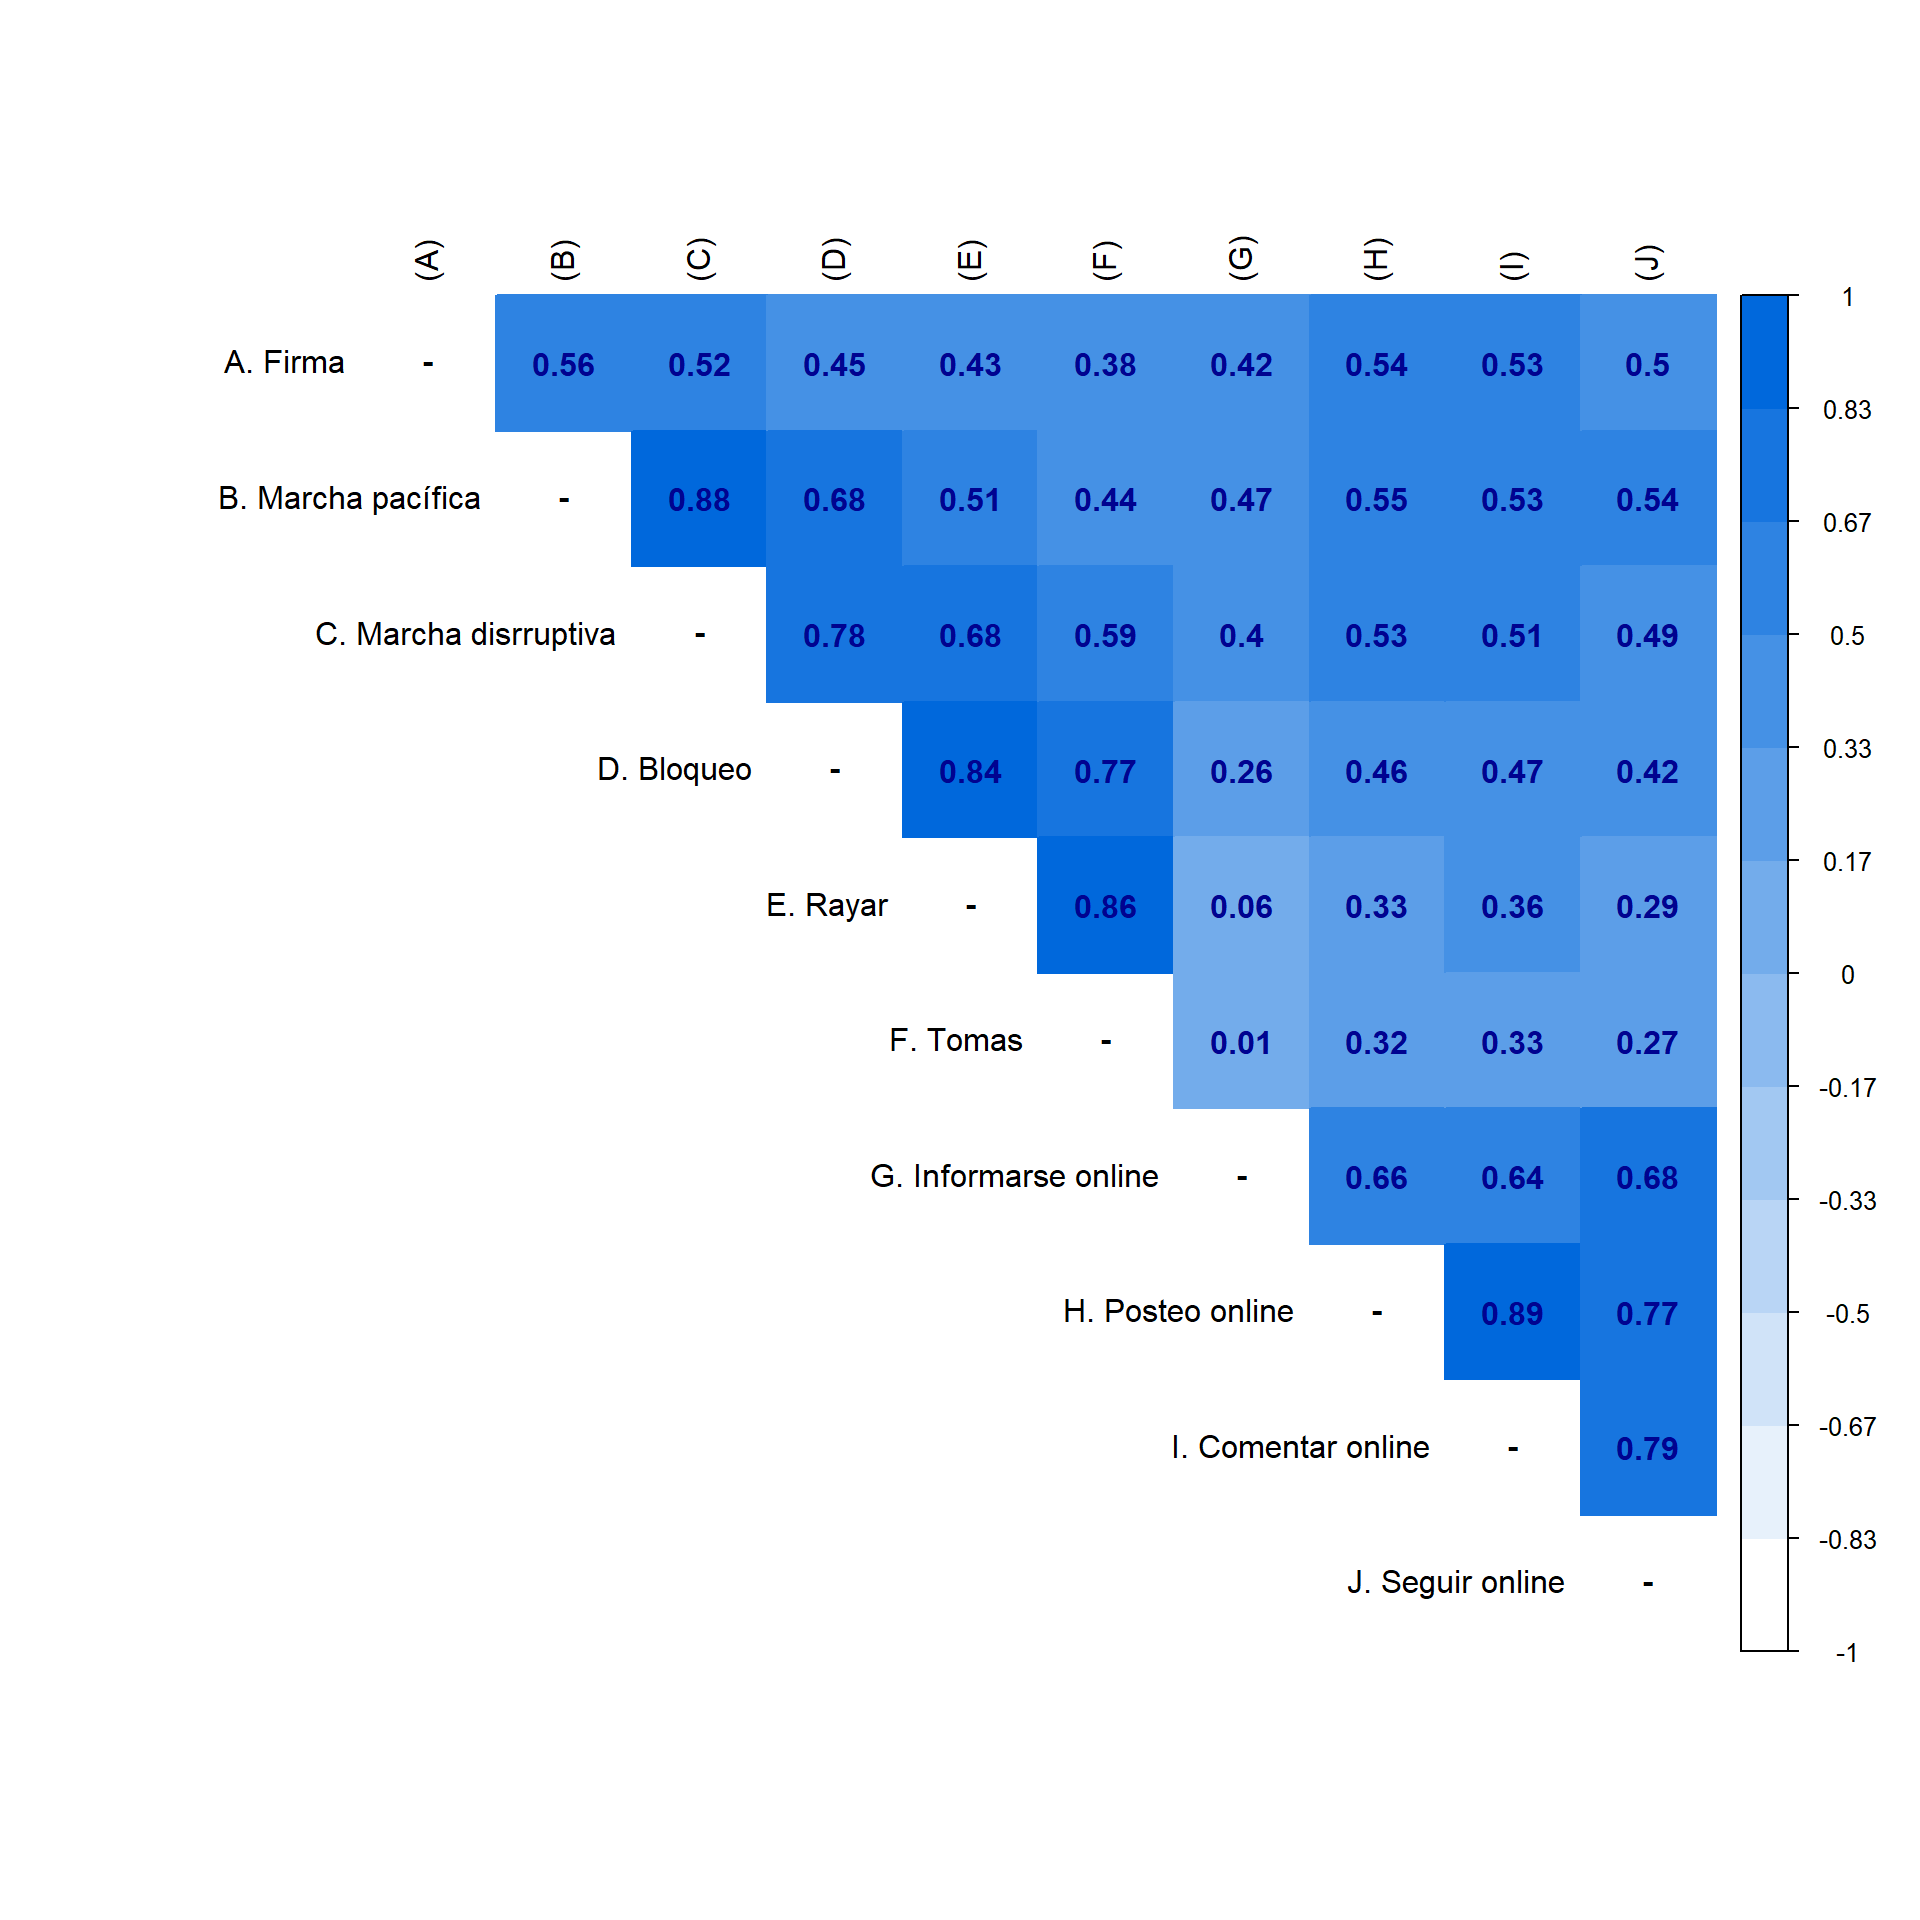 (A) (B) (C) (D) (E) (F) (G) (H) (I) (J)
A. Firma - 0.56 0.52 0.45 0.43 0.38 0.42 0.54 0.53 0.5
B. Marcha pacífica - 0.88 0.68 0.51 0.44 0.47 0.55 0.53 0.54
C. Marcha disrruptiva - 0.78 0.68 0.59 0.4 0.53 0.51 0.49
D. Bloqueo - 0.84 0.77 0.26 0.46 0.47 0.42
E. Rayar - 0.86 0.06 0.33 0.36 0.29
F. Tomas - 0.01 0.32 0.33 0.27
G. Informarse online - 0.66 0.64 0.68
H. Posteo online - 0.89 0.77
I. Comentar online - 0.79
J. Seguir online -
1
0.83
0.67
0.5
0.33
0.17
0
-0.17
-0.33
-0.5
-0.67
-0.83
-1